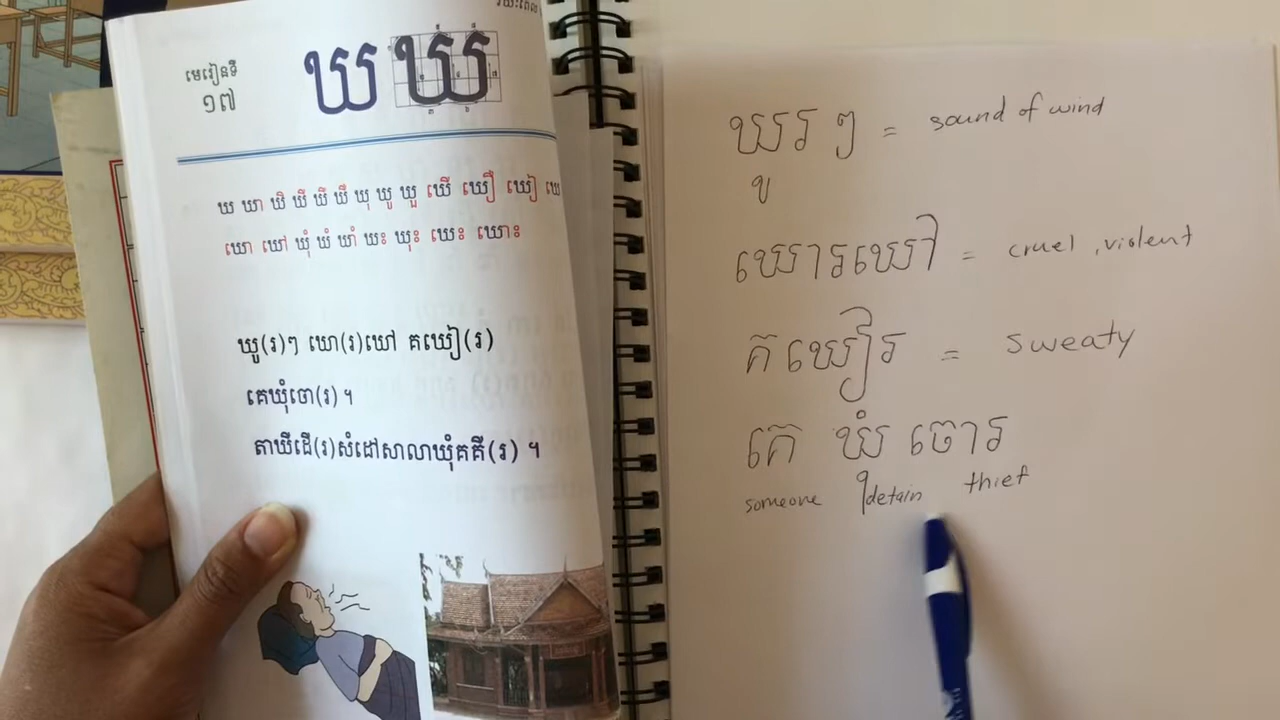 មេរៀនទី
១៧
ឃ ឃុំ
ឃ ឃា ឃិ ឃី ឃឹ ឃឺ ឃុ ឃូ ឃួ ឃើ ឃឿ ឃៀ
ឃោ ឃៅ ឃុំ ឃំ ឃាំ ឃះ ឃុះ ឃេះ ឃោះ
ឃូ(រ)ៗ ឃោ(រ)ឃៅ គឃៀ(រ)
គេឃុំចោ(រ) ។
តាឃីដើ(រ)សំដៅសាលាឃុំគគី(រ) ។
ឃូរ ៗ = sound of wind
ឃោរឃៅ = cruel , violent
គឃៀរ = sweaty
គេ ឃុំ ចោរ
someone detain thief